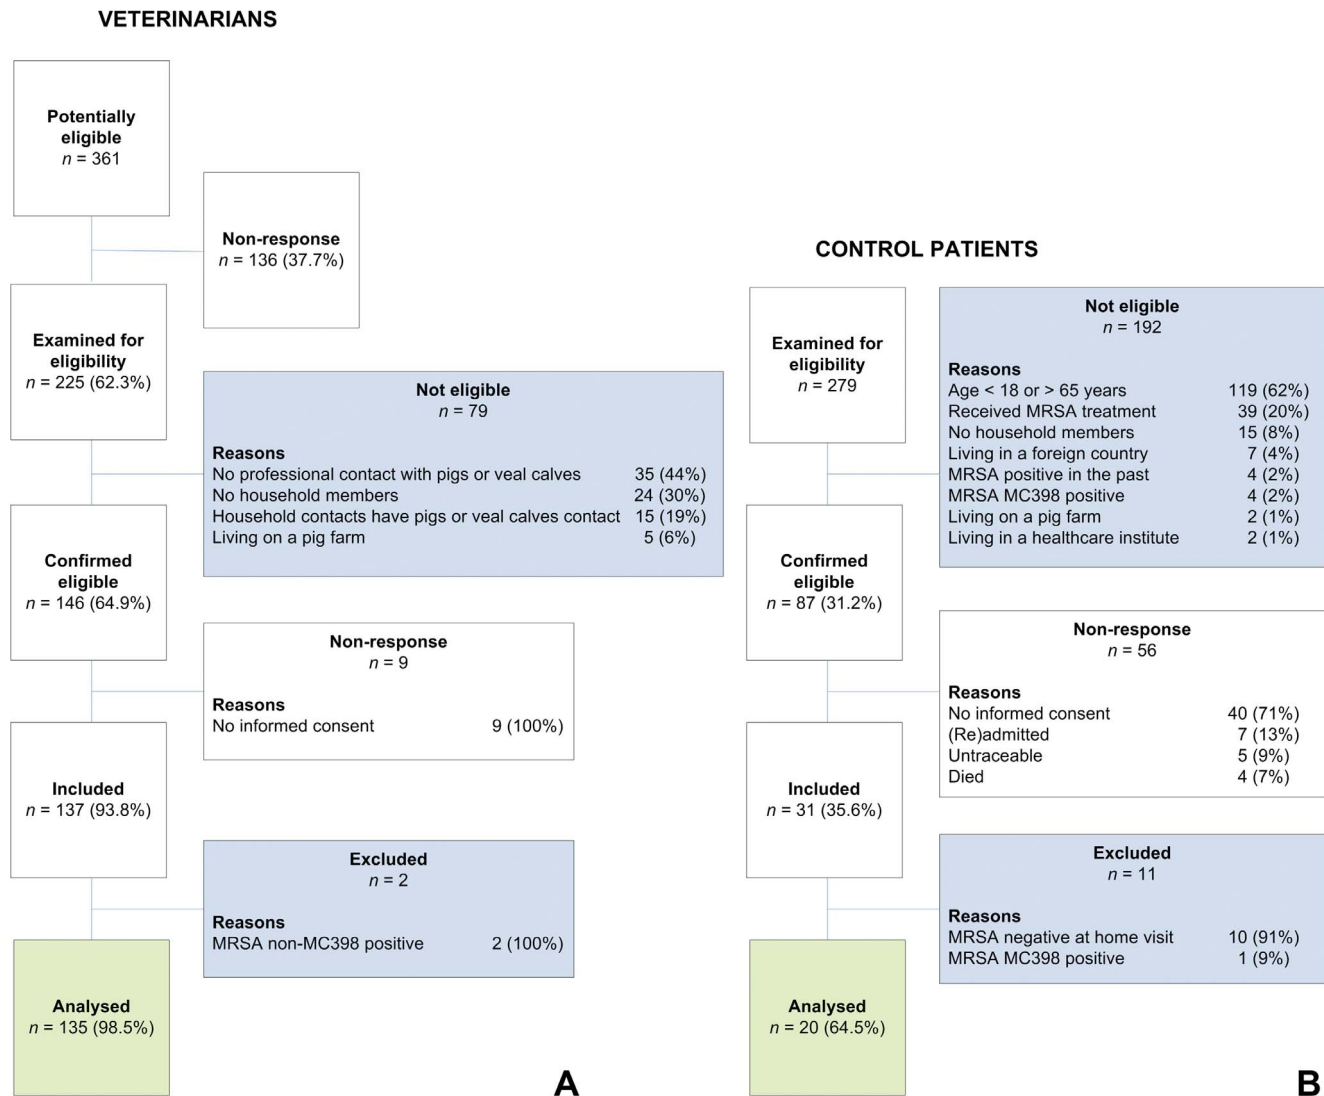 VETERINARIANS
Potentially
eligible
n = 361
Non-response
n = 136 (37.7%)
Examined for
eligibility
n = 225 (62.3%)
Not eligible
n = 79
Reasons
No professional contact with pigs or veal calves 35 (44%)
No household members 24 (30%)
Household contacts have pigs or veal calves contact 15 (19%)
Living on a pig farm 5 (6%)
Confirmed
eligible
n = 146 (64.9%)
Non-response
n = 9
Reasons
No informed consent 9 (100%)
Included
n = 137 (93.8%)
Excluded
n = 2
Reasons
MRSA non-MC398 positive 2 (100%)
Analysed
n = 135 (98.5%)
A
CONTROL PATIENTS
Examined for
eligibility
n = 279
Not eligible
n = 192
Reasons
Age < 18 or > 65 years 119 (62%)
Received MRSA treatment 39 (20%)
No household members 15 (8%)
Living in a foreign country 7 (4%)
MRSA positive in the past 4 (2%)
MRSA MC398 positive 4 (2%)
Living on a pig farm 2 (1%)
Living in a healthcare institute 2 (1%)
Confirmed
eligible
n = 87 (31.2%)
Non-response
n = 56
Reasons
No informed consent 40 (71%)
(Re)admitted 7 (13%)
Untraceable 5 (9%)
Died 4 (7%)
Included
n = 31 (35.6%)
Excluded
n = 11
Reasons
MRSA negative at home visit 10 (91%)
MRSA MC398 positive 1 (9%)
Analysed
n = 20 (64.5%)
B